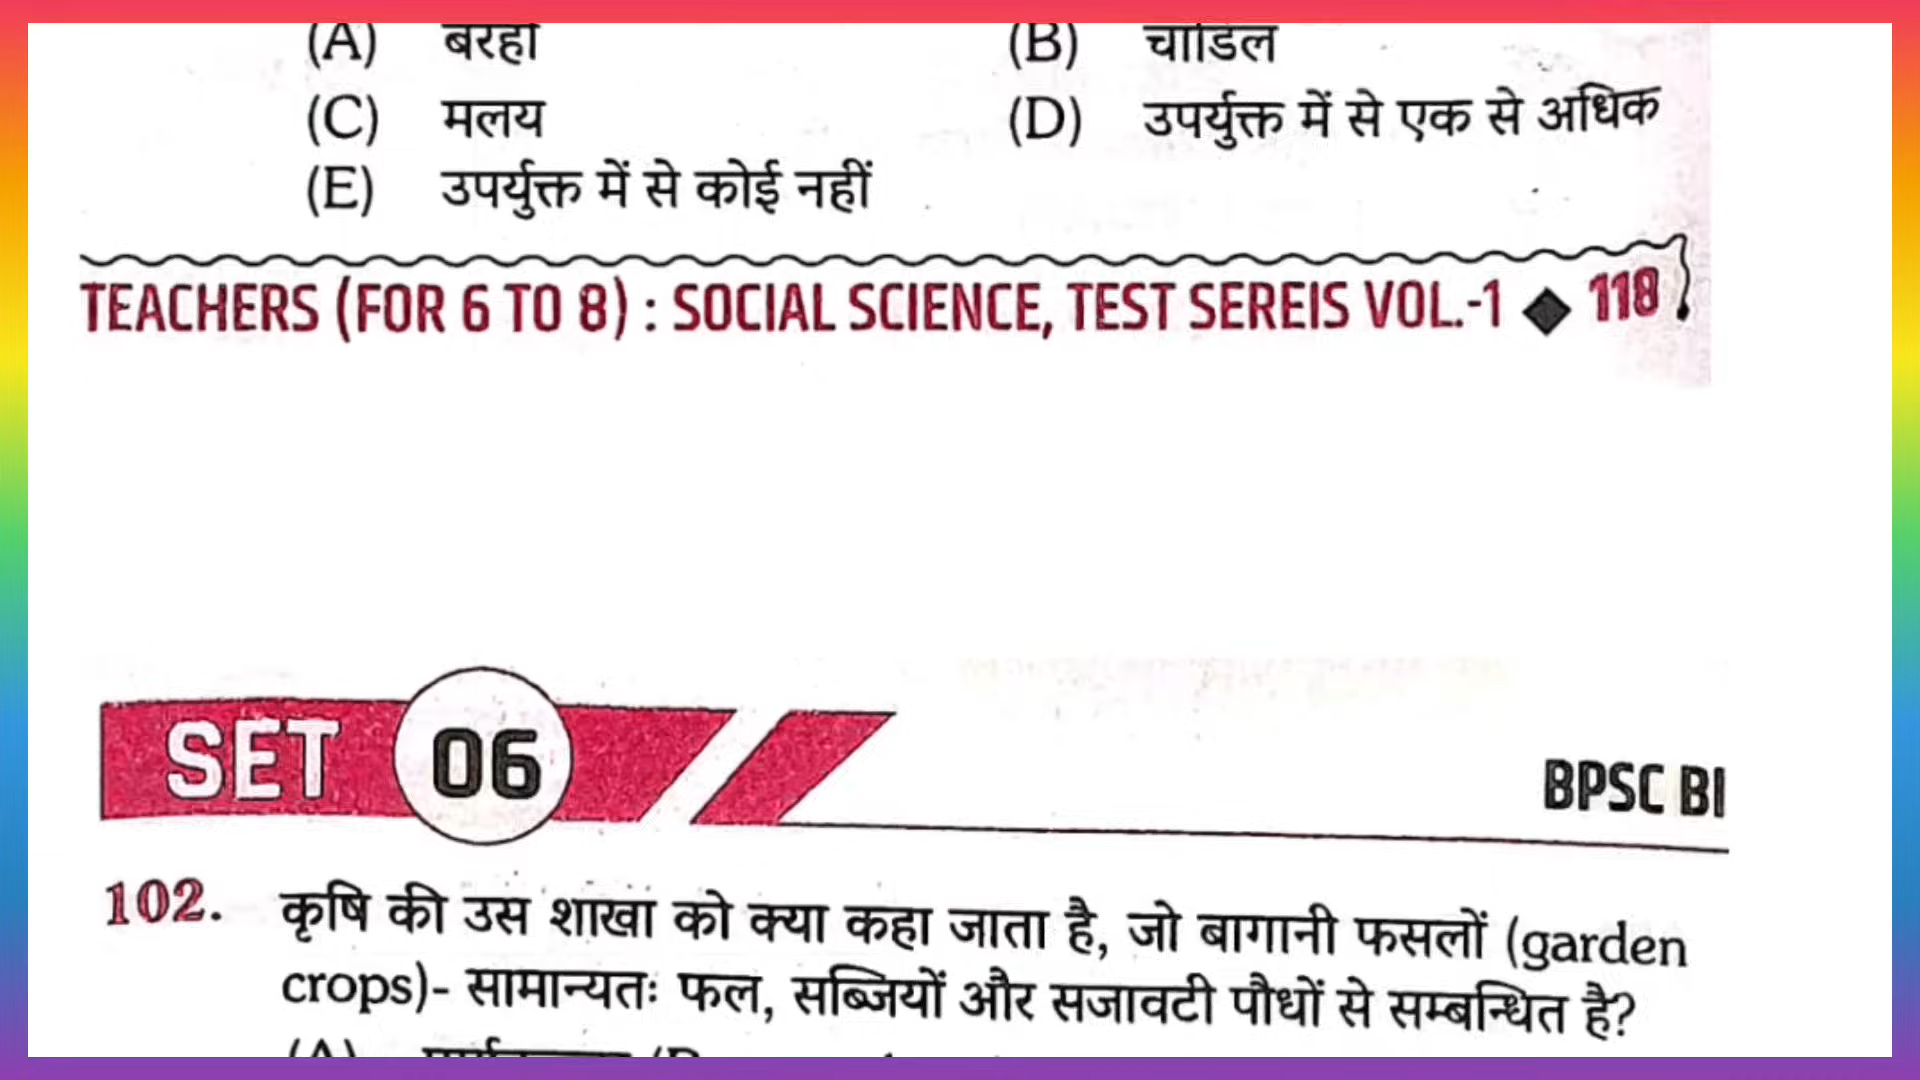 (A) बरही (B) चांडिल
(C) मलय (D) उपर्युक्त में से एक से अधिक
(E) उपर्युक्त में से कोई नहीं
TEACHERS (FOR 6 TO 8) : SOCIAL SCIENCE, TEST SEREIS VOL.-1 ◆ 118
SET 06
BPSC BI
102. कृषि की उस शाखा को क्या कहा जाता है, जो बागानी फसलों (garden
crops)- सामान्यतः फल, सब्जियों और सजावटी पौधों से सम्बन्धित है?
(A)